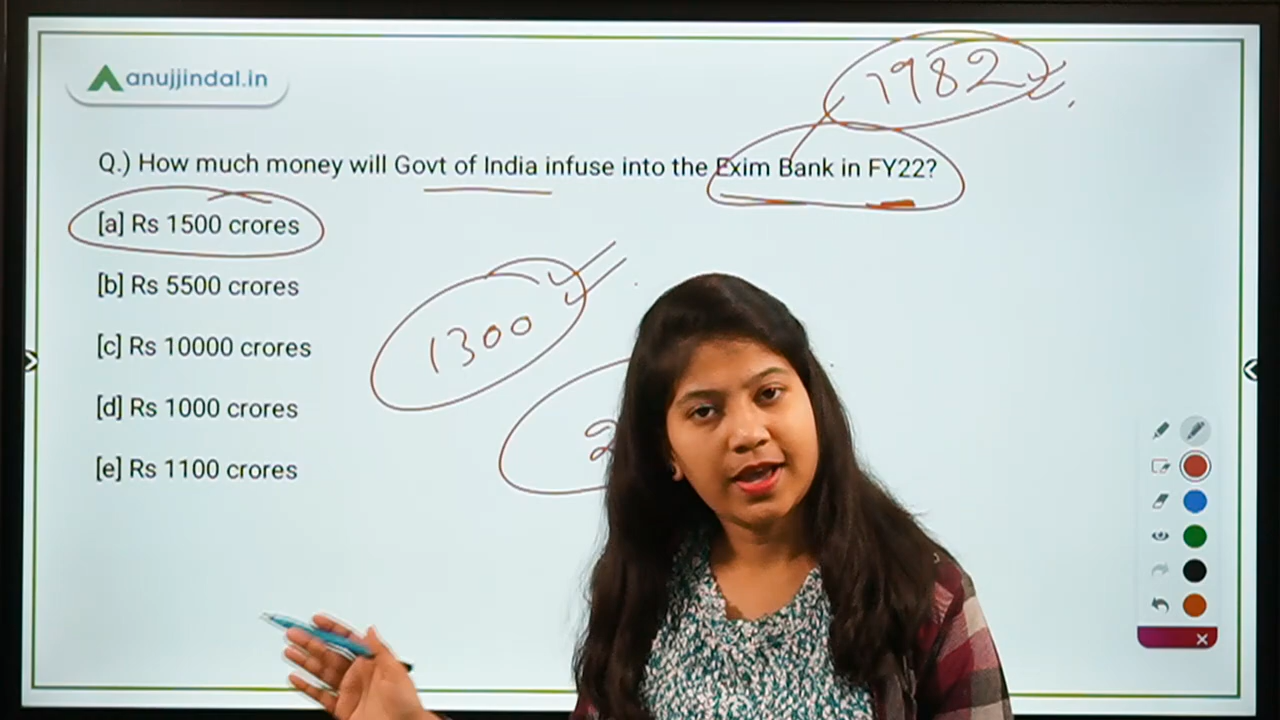 anujjindal.in
1982
Q.) How much money will Govt of India infuse into the Exim Bank in FY22?
[a] Rs 1500 crores
[b] Rs 5500 crores
1300
[c] Rs 10000 crores
[d] Rs 1000 crores
2
[e] Rs 1100 crores